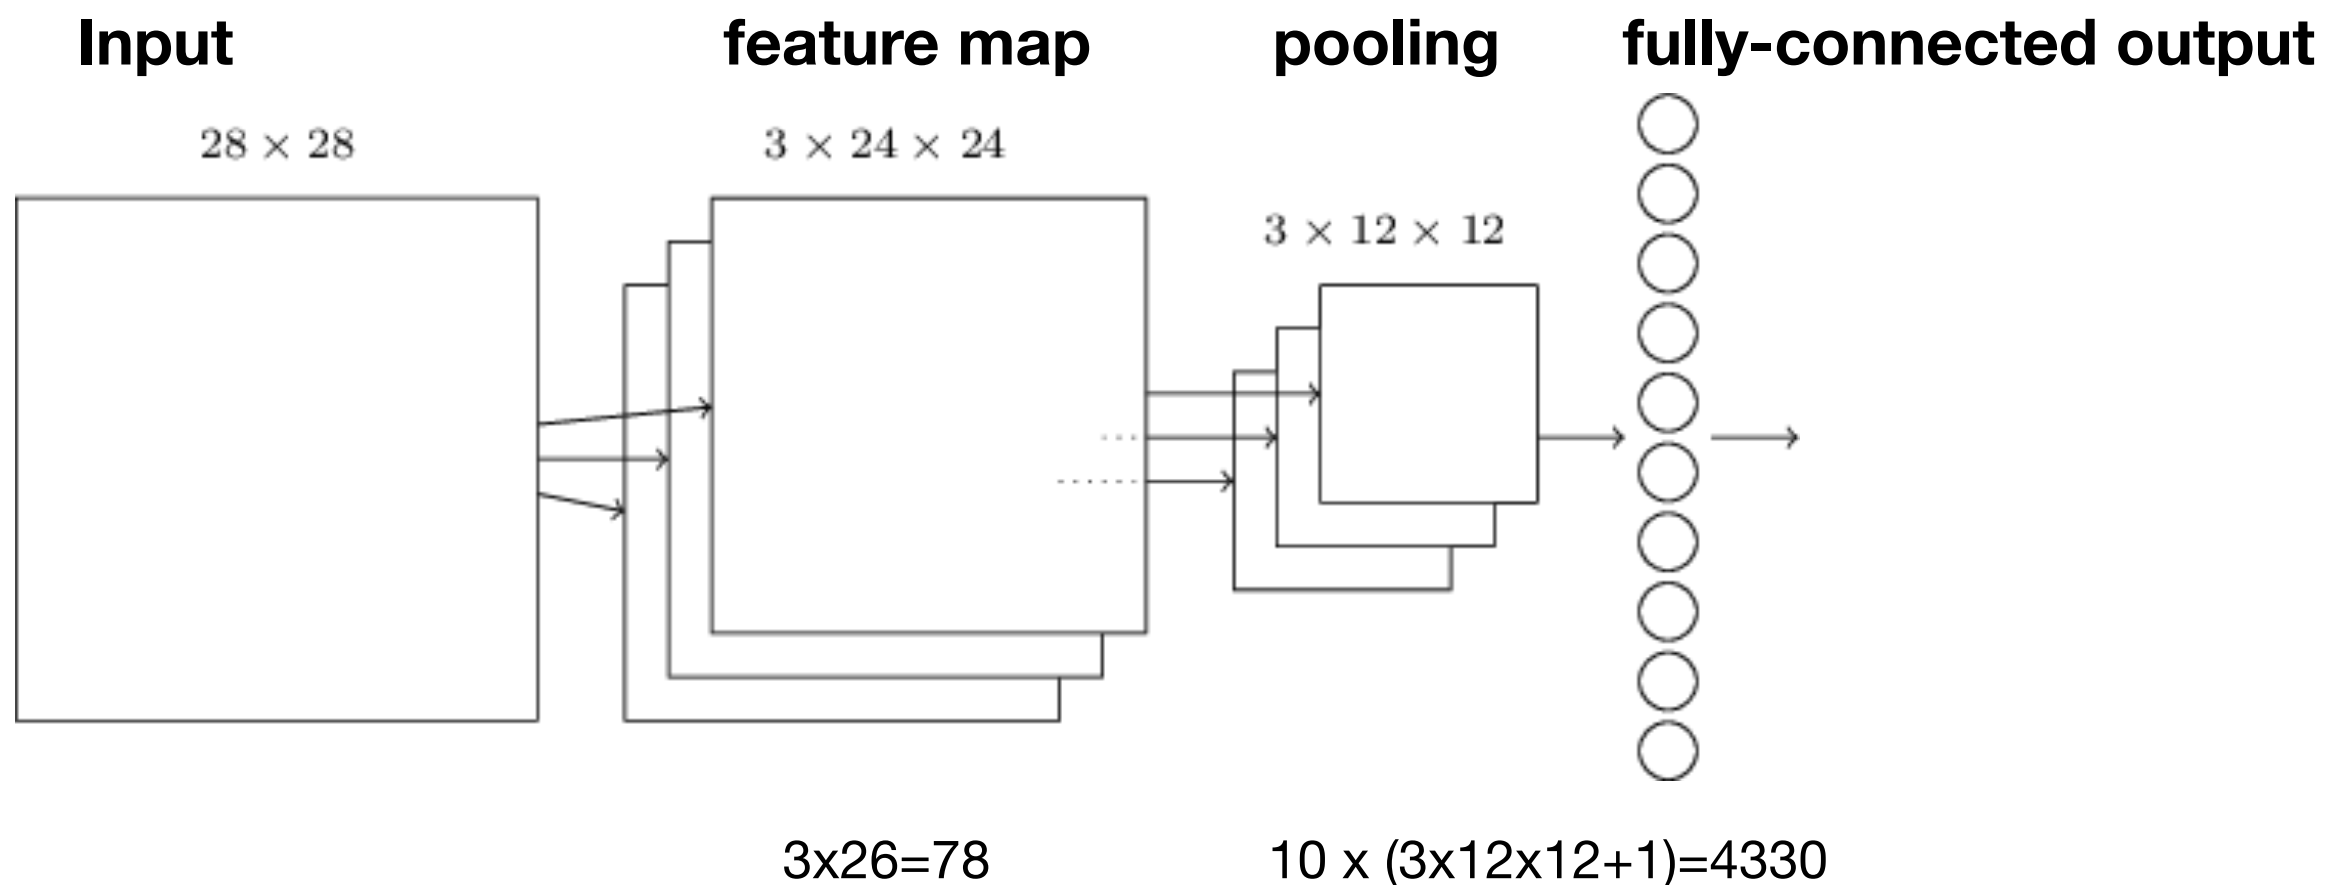 Input feature map pooling fully-connected output
28 × 28 3 × 24 × 24
3 × 12 × 12
3x26=78 10 x (3x12x12+1)=4330